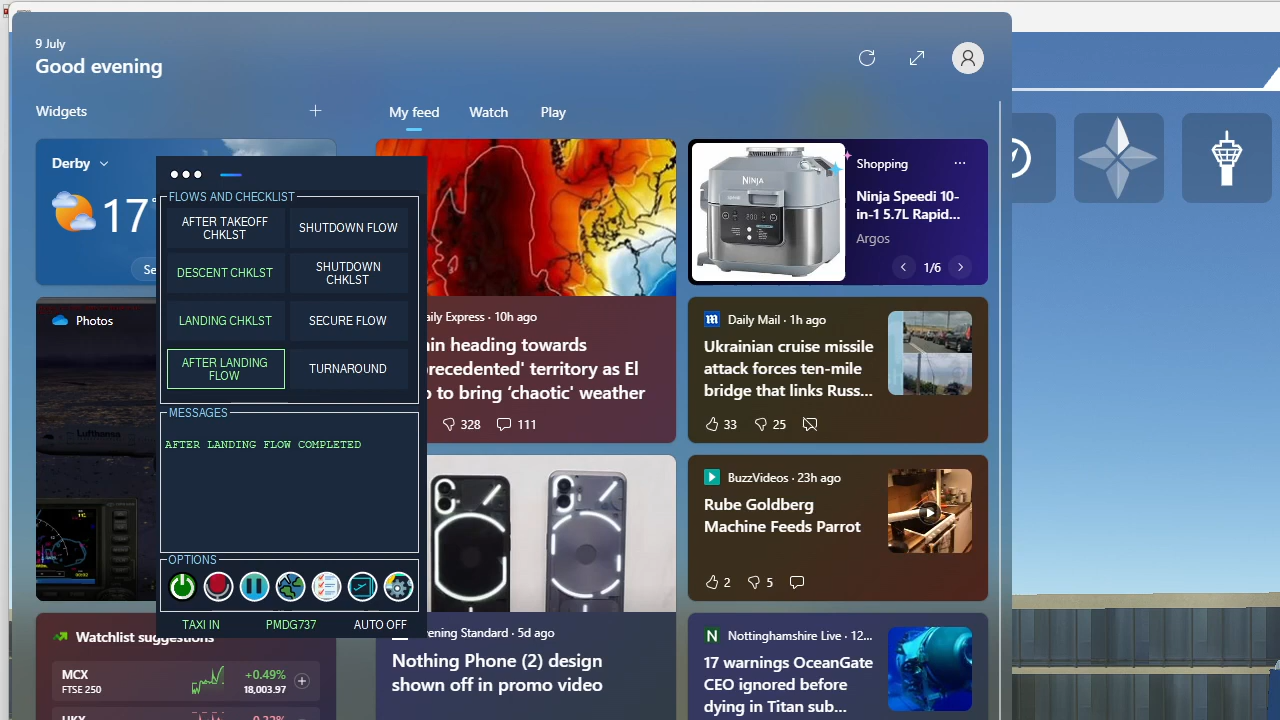 9 July
Good evening
Widgets
My feed
Watch
Play
Derby
17°
Se
FLOWS AND CHECKLIST
AFTER TAKEOFF
CHKLST
SHUTDOWN FLOW
DESCENT CHKLST
SHUTDOWN
CHKLST
LANDING CHKLST
SECURE FLOW
AFTER LANDING
FLOW
TURNAROUND
MESSAGES
AFTER LANDING FLOW COMPLETED
OPTIONS
TAXI IN
PMDG737
AUTO OFF
Photos
Lufthansa
Watchlist suggestions
MCX
FTSE 250
+0.49%
18,003.97
aily Express · 10h ago
ain heading towards
precedented' territory as El
o to bring ‘chaotic’ weather
328
111
NINJA
Shopping
Ninja Speedi 10-
in-1 5.7L Rapid...
Argos
1/6
Daily Mail · 1h ago
Ukrainian cruise missile
attack forces ten-mile
bridge that links Russ...
33
25
BuzzVideos · 23h ago
Rube Goldberg
Machine Feeds Parrot
2
5
vening Standard · 5d ago
Nothing Phone (2) design
shown off in promo video
N
Nottinghamshire Live · 12...
17 warnings OceanGate
CEO ignored before
dying in Titan sub...